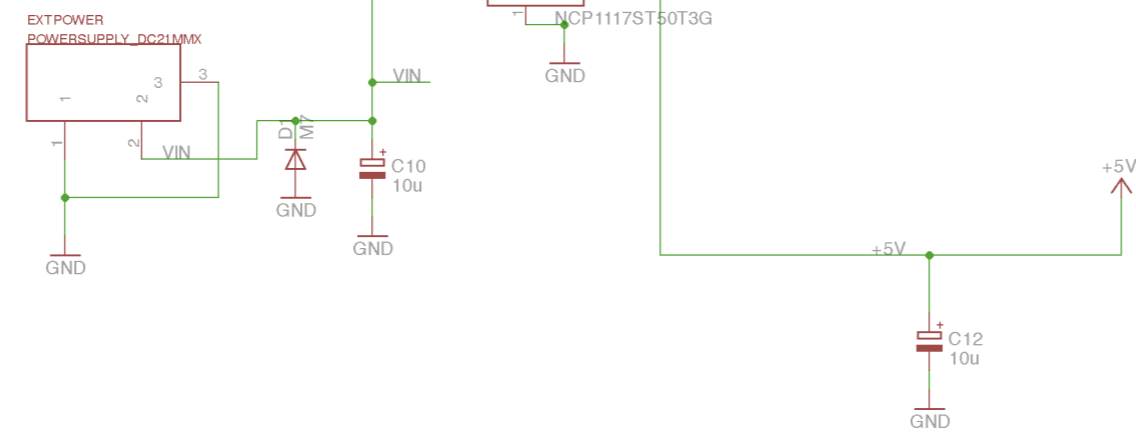 EXTPOWER
POWERSUPPLY_DC21MMX
NCP1117ST50T3G
1
GND
3
3
1
2
VIN
1
2
VIN
D1
M7
+
C10
10u
GND
GND
GND
+5V
+5V
+
C12
10u
GND